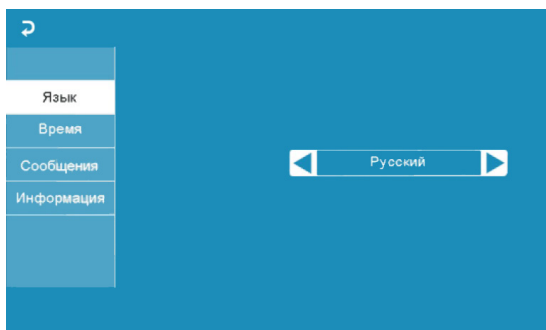 Язык
Время
Русский
Сообщения
Информация